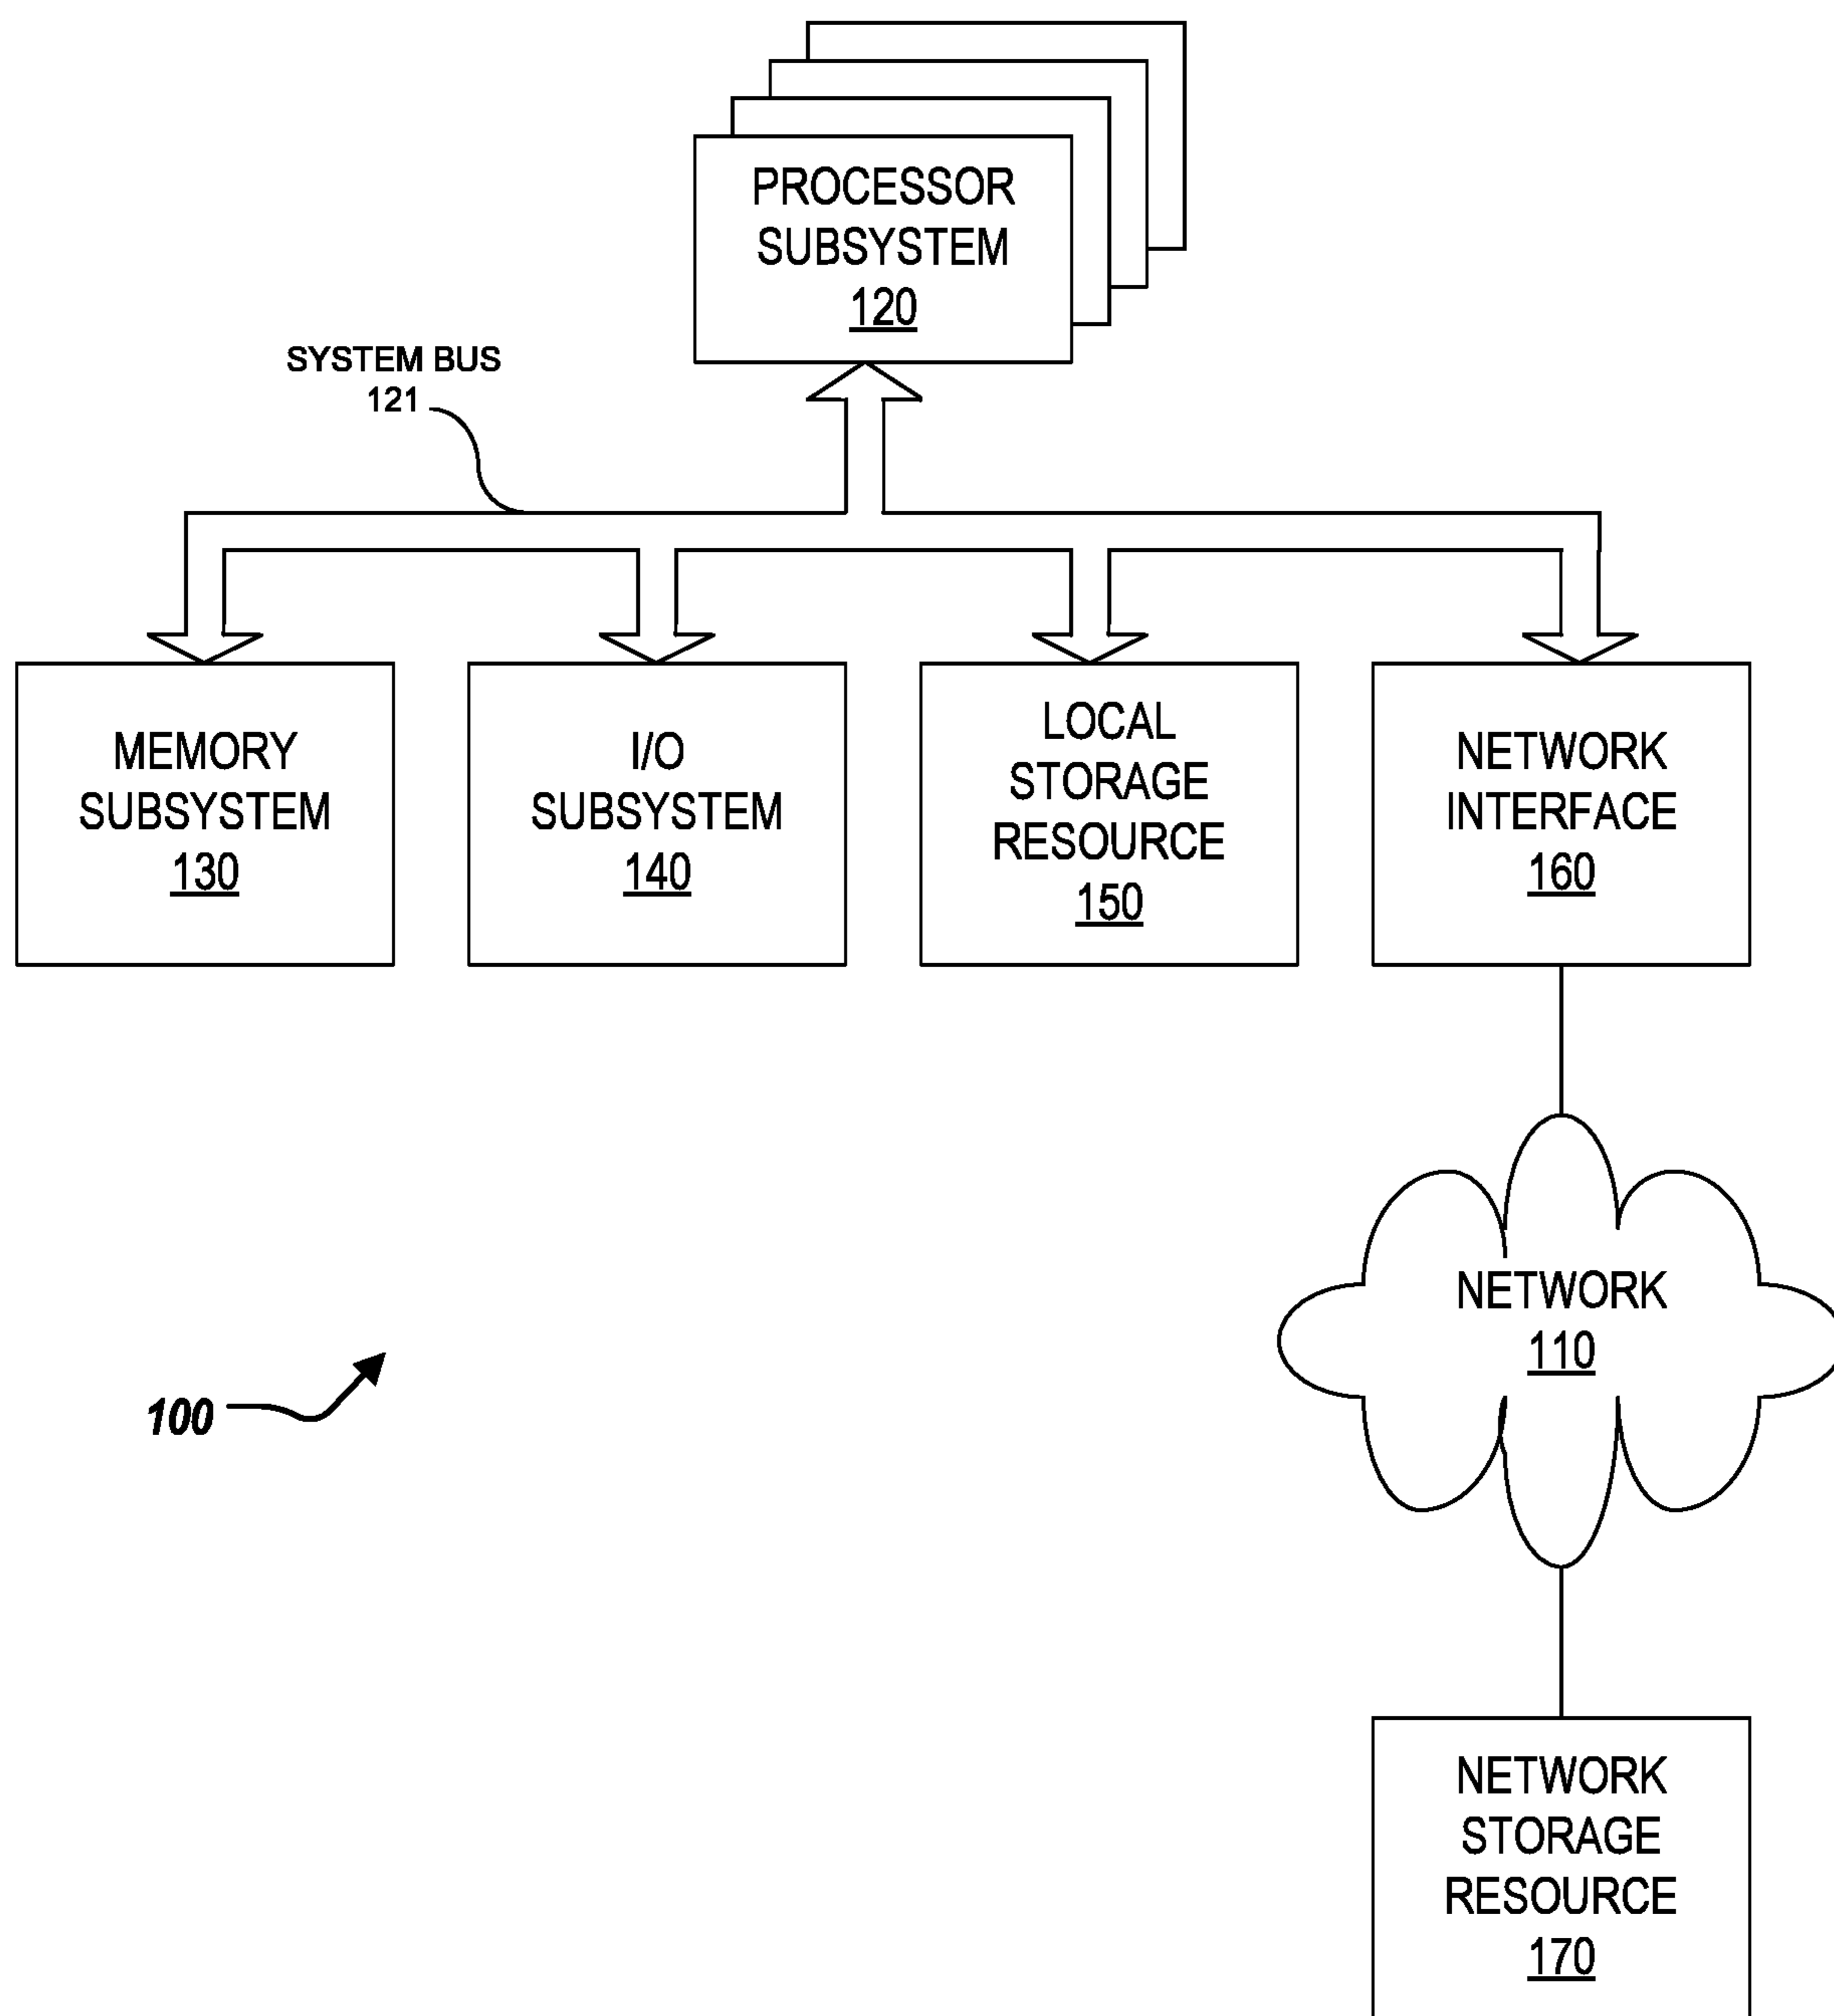 PROCESSOR
SUBSYSTEM
120
SYSTEM BUS
121
MEMORY
SUBSYSTEM
130
I/O
SUBSYSTEM
140
LOCAL
STORAGE
RESOURCE
150
NETWORK
INTERFACE
160
NETWORK
110
100
NETWORK
STORAGE
RESOURCE
170